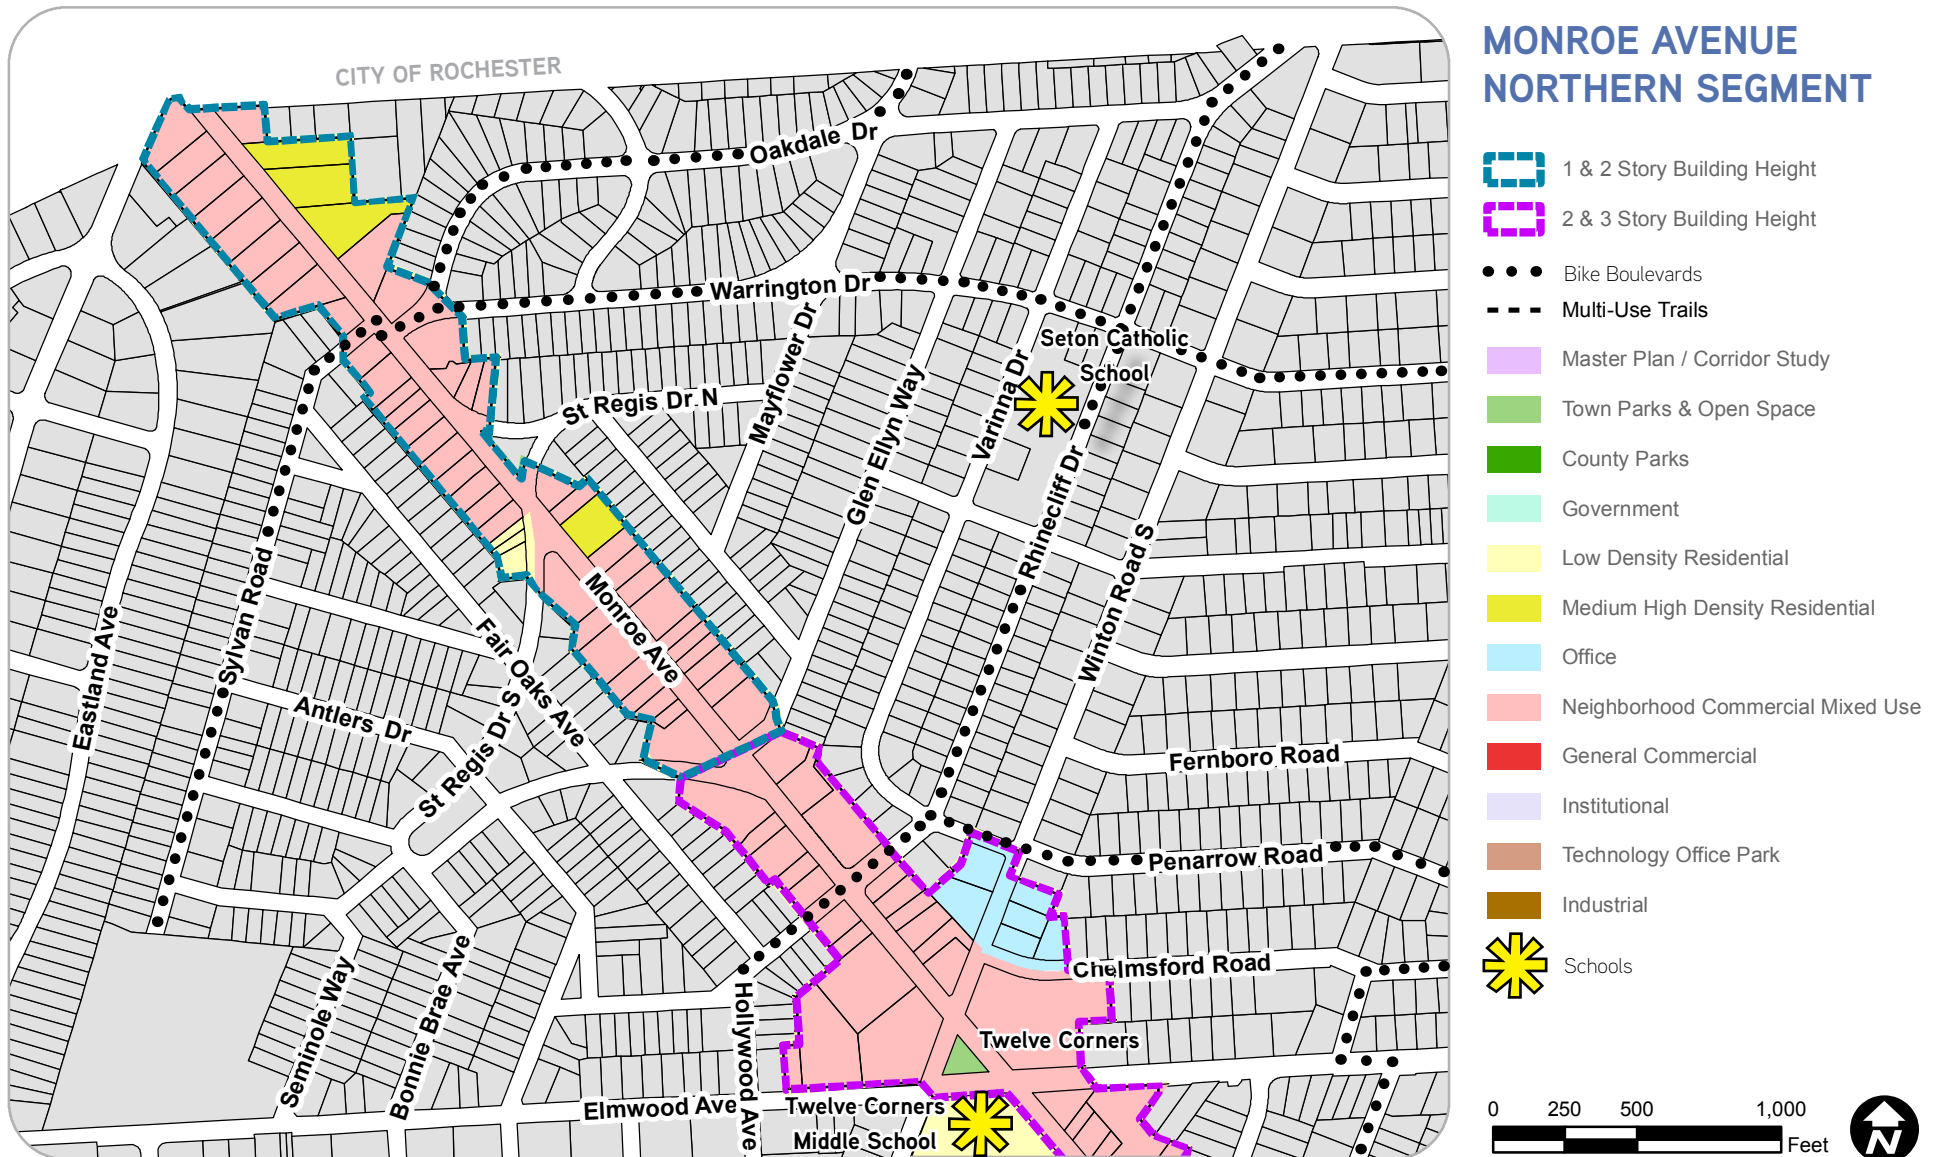 CITY OF ROCHESTER
Oakdale Dr
Warrington Dr
Mayflower Dr
St Regis Dr N
Glen Ellyn Way
Varinna Dr
Seton Catholic
School
Rhinecliff Dr
Winton Road S
Monroe Ave
Sylvan Road
Eastland Ave
Fair Oaks Ave
Antlers Dr
St Regis Dr S
Fernboro Road
Penarrow Road
Chelmsford Road
Seminole Way
Bonnie Brae Ave
Hollywood Ave
Twelve Corners
Elmwood Ave
Twelve Corners
Middle School
MONROE AVENUE
NORTHERN SEGMENT
1 & 2 Story Building Height
2 & 3 Story Building Height
Bike Boulevards
Multi-Use Trails
Master Plan / Corridor Study
Town Parks & Open Space
County Parks
Government
Low Density Residential
Medium High Density Residential
Office
Neighborhood Commercial Mixed Use
General Commercial
Institutional
Technology Office Park
Industrial
Schools
0 250 500 1,000
Feet
N